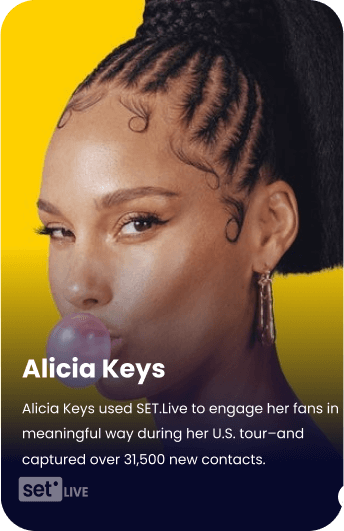 Alicia Keys
Alicia Keys used SET.Live to engage her fans in
meaningful way during her U.S. tour–and
captured over 31,500 new contacts.
set LIVE